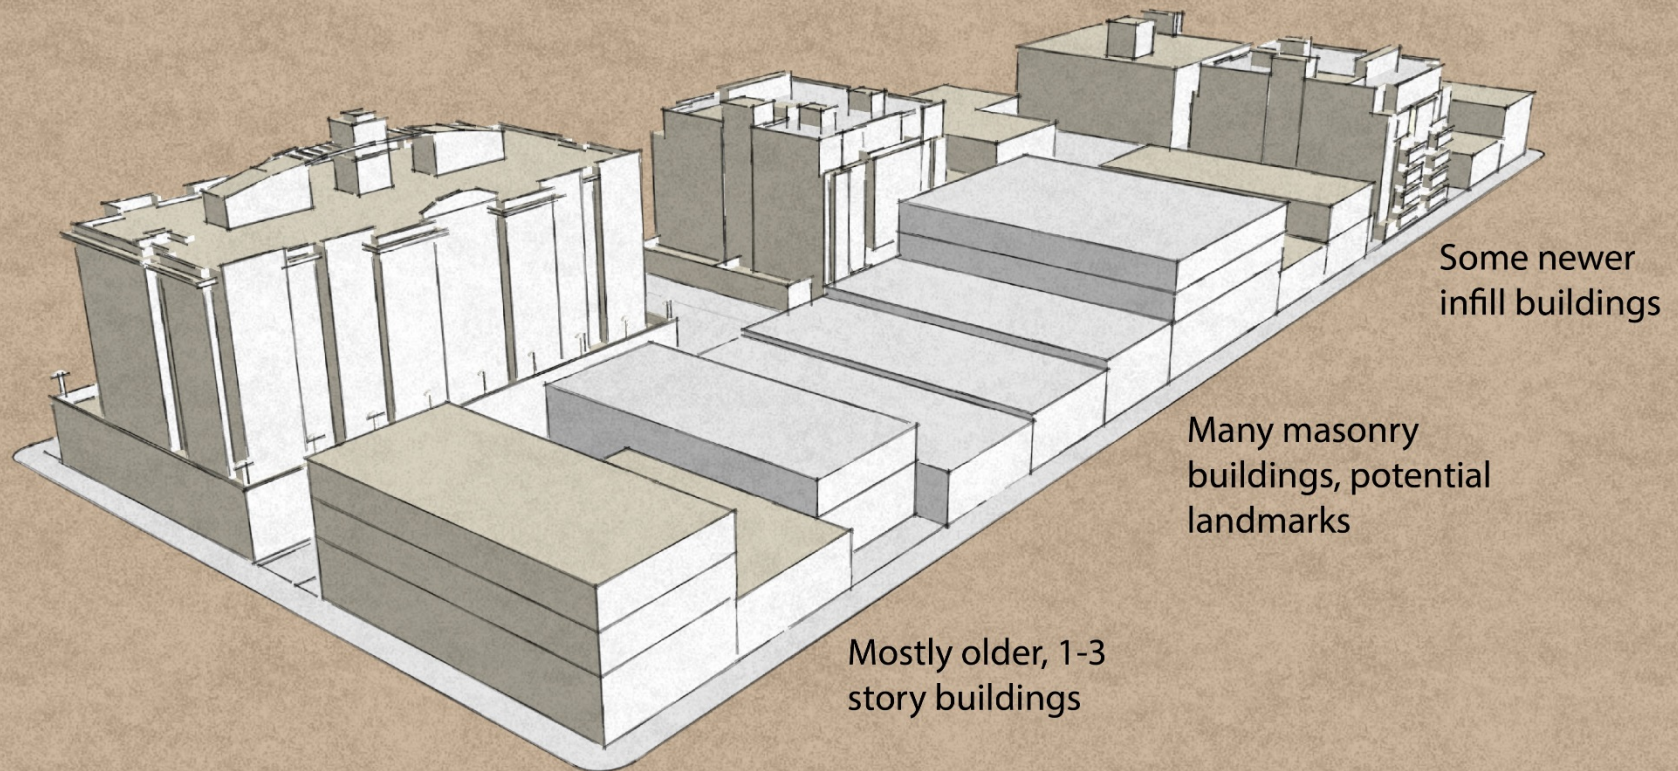 Some newer
infill buildings
Many masonry
buildings, potential
landmarks
Mostly older, 1-3
story buildings